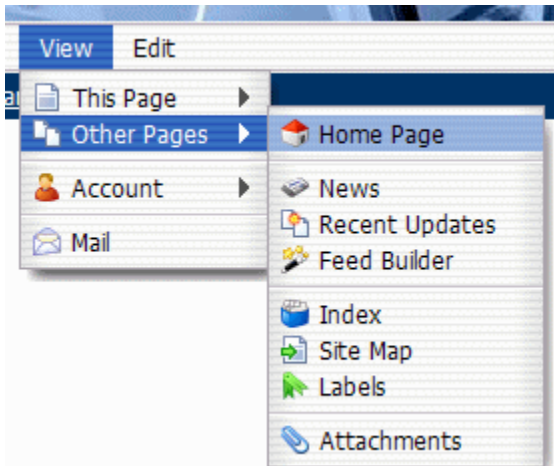 View Edit
This Page
Other Pages
Account
Mail
Home Page
News
Recent Updates
Feed Builder
Index
Site Map
Labels
Attachments